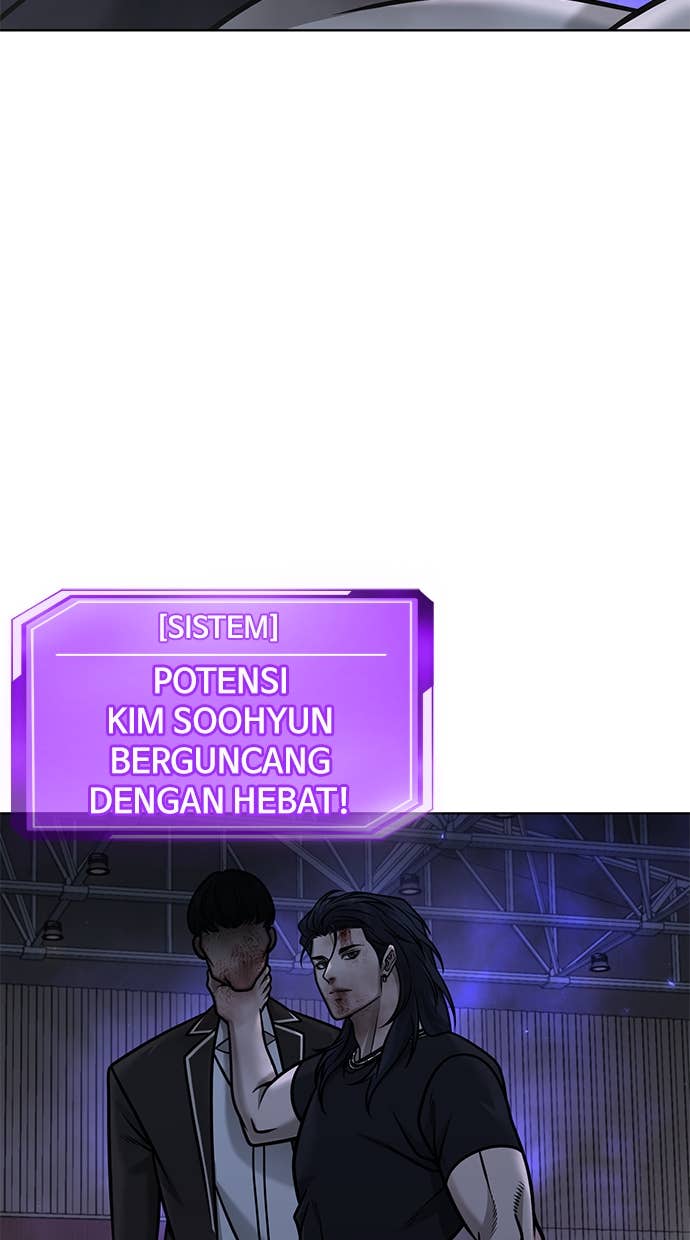 [SISTEM]
POTENSI
KIM SOOHYUN
BERGUNCANG
DENGAN HEBAT!